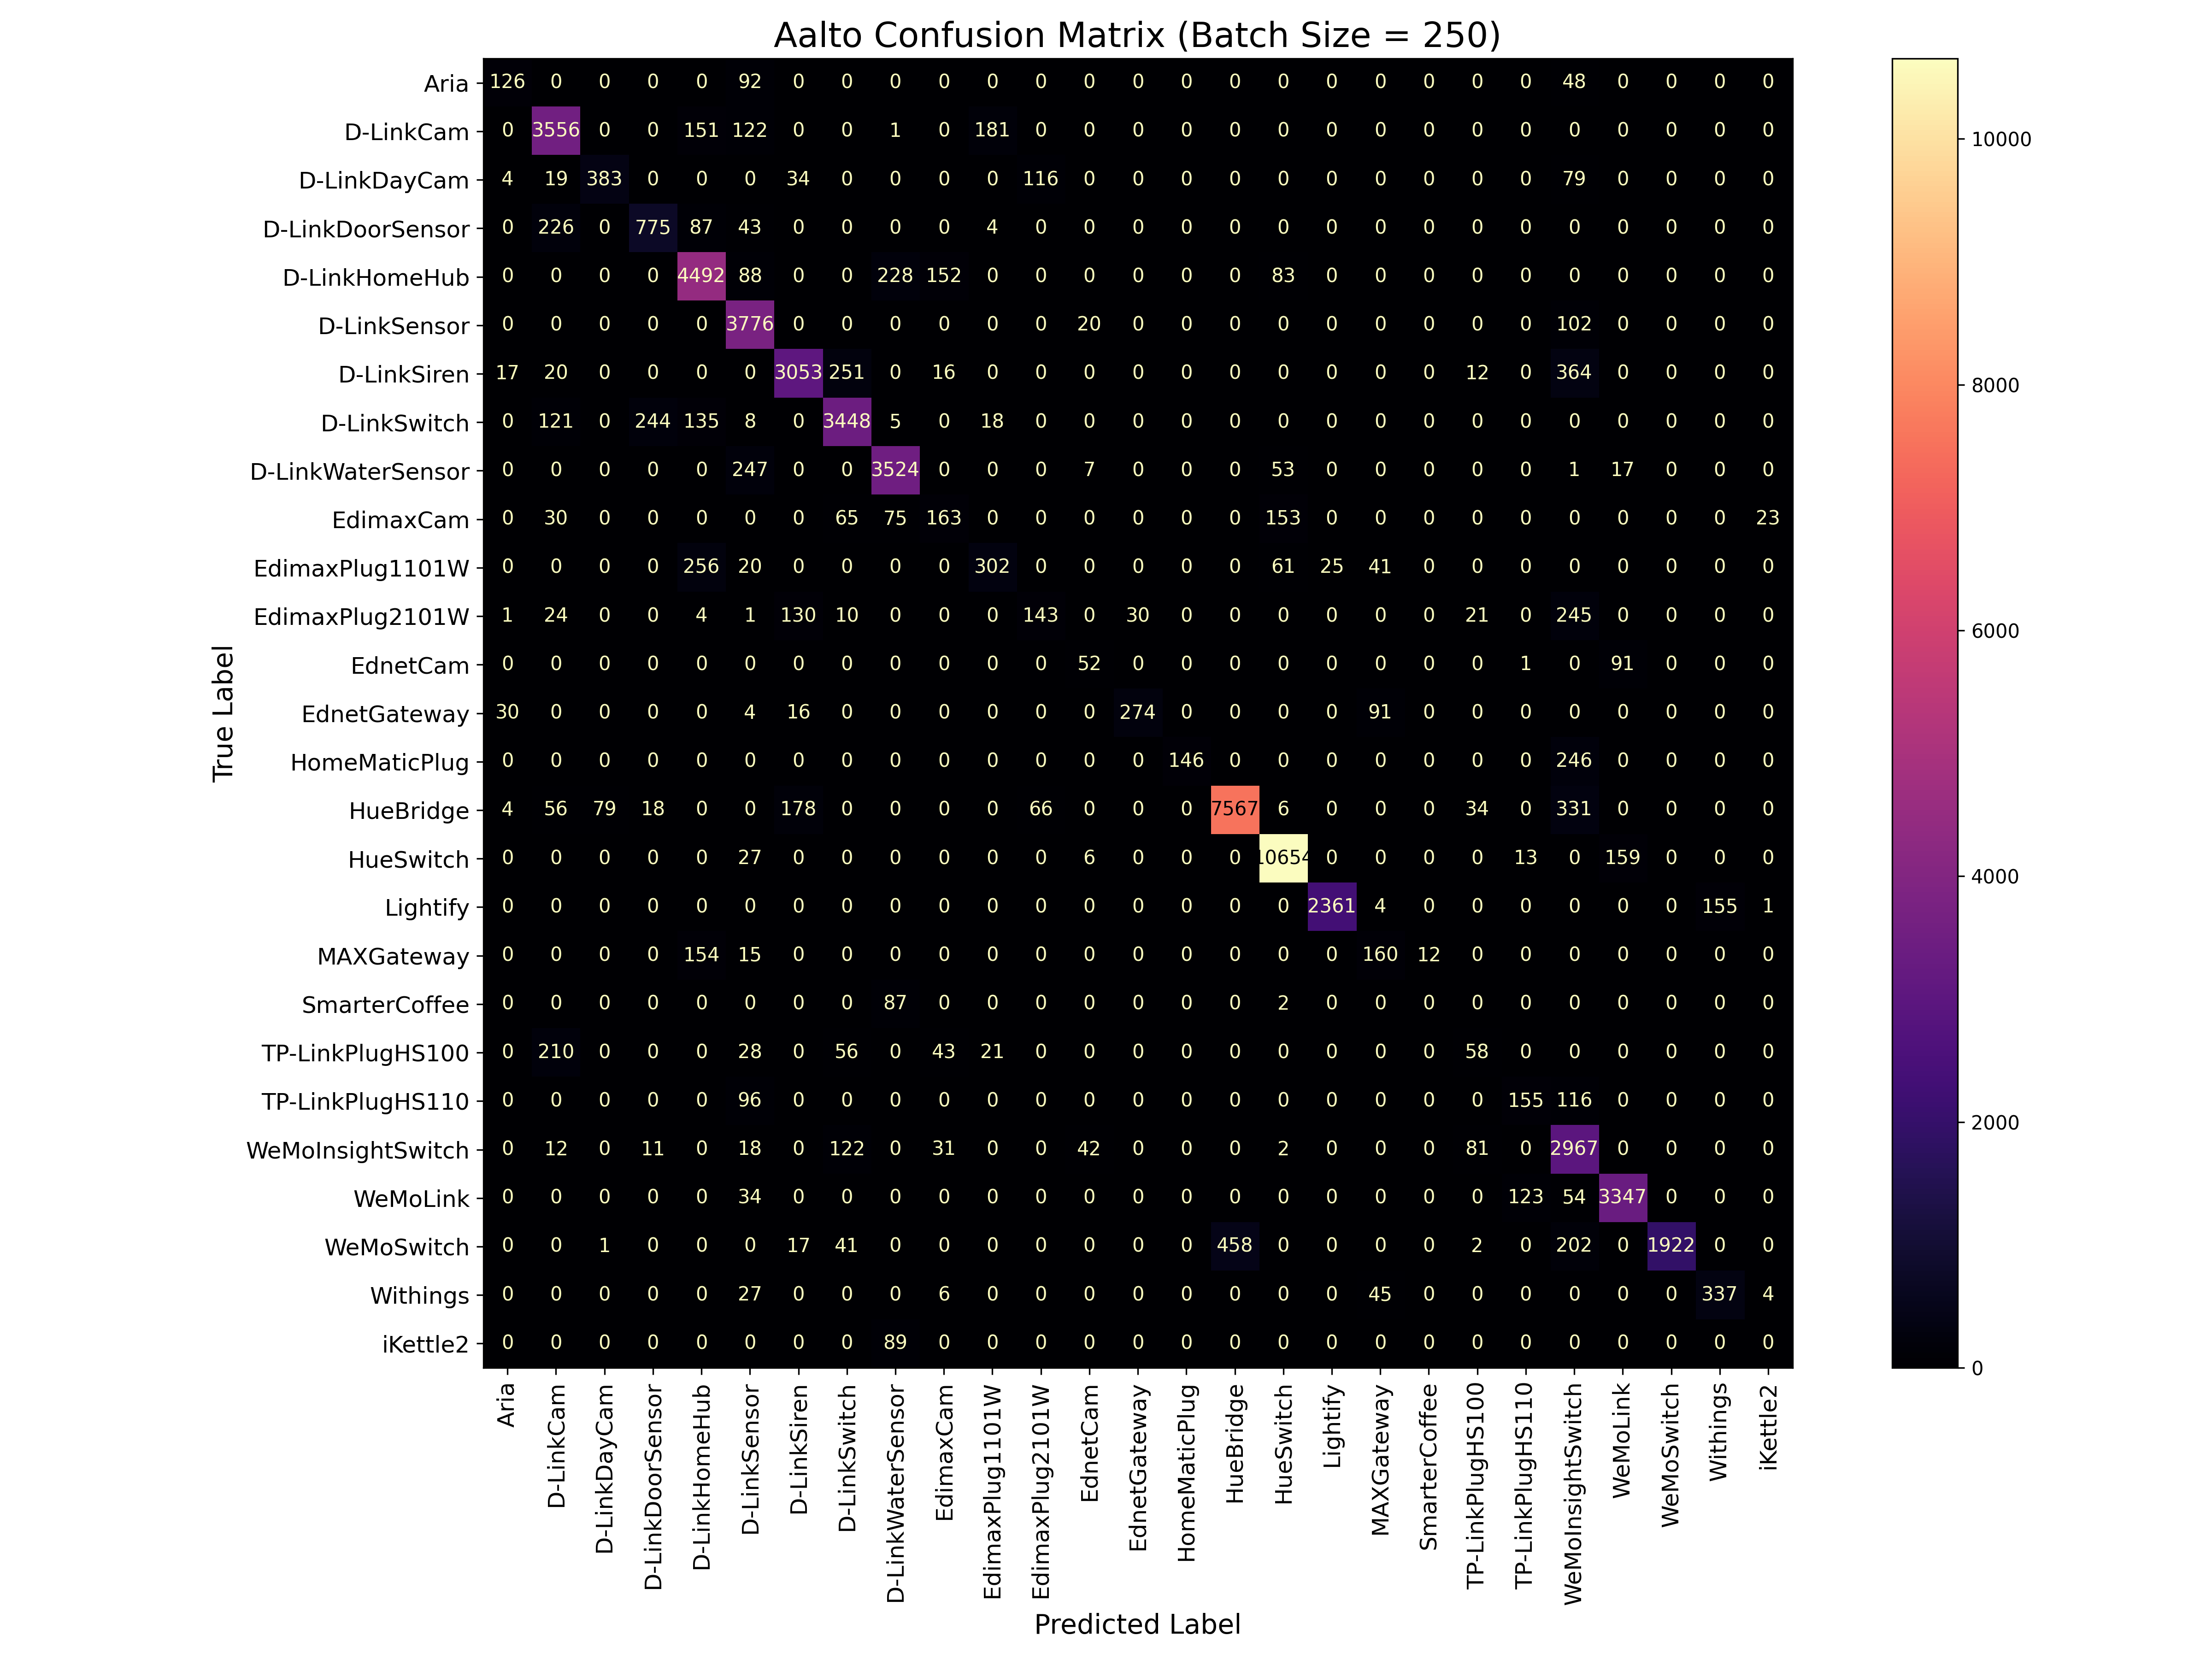 Aalto Confusion Matrix (Batch Size = 250)
True Label
Aria 126 0 0 0 0 92 0 0 0 0 0 0 0 0 0 0 0 0 0 0 0 0 48 0 0 0 0
D-LinkCam 0 3556 0 0 151 122 0 0 1 0 181 0 0 0 0 0 0 0 0 0 0 0 0 0 0 0 0
D-LinkDayCam 4 19 383 0 0 0 34 0 0 0 0 116 0 0 0 0 0 0 0 0 0 0 79 0 0 0 0
D-LinkDoorSensor 0 226 0 775 87 43 0 0 0 0 4 0 0 0 0 0 0 0 0 0 0 0 0 0 0 0 0
D-LinkHomeHub 0 0 0 0 4492 88 0 0 228 152 0 0 0 0 0 0 83 0 0 0 0 0 0 0 0 0 0
D-LinkSensor 0 0 0 0 0 3776 0 0 0 0 0 0 20 0 0 0 0 0 0 0 0 0 102 0 0 0 0
D-LinkSiren 17 20 0 0 0 0 3053 251 0 16 0 0 0 0 0 0 0 0 0 0 12 0 364 0 0 0 0
D-LinkSwitch 0 121 0 244 135 8 0 3448 5 0 18 0 0 0 0 0 0 0 0 0 0 0 0 0 0 0 0
D-LinkWaterSensor 0 0 0 0 0 247 0 0 3524 0 0 0 7 0 0 0 53 0 0 0 0 0 1 17 0 0 0
EdimaxCam 0 30 0 0 0 0 0 65 75 163 0 0 0 0 0 0 153 0 0 0 0 0 0 0 0 0 23
EdimaxPlug1101W 0 0 0 0 256 20 0 0 0 0 302 0 0 0 0 0 61 25 41 0 0 0 0 0 0 0 0
EdimaxPlug2101W 1 24 0 0 4 1 130 10 0 0 0 143 0 30 0 0 0 0 0 0 21 0 245 0 0 0 0
EdnetCam 0 0 0 0 0 0 0 0 0 0 0 0 52 0 0 0 0 0 0 0 0 1 0 91 0 0 0
EdnetGateway 30 0 0 0 0 4 16 0 0 0 0 0 0 274 0 0 0 0 91 0 0 0 0 0 0 0 0
HomeMaticPlug 0 0 0 0 0 0 0 0 0 0 0 0 0 0 146 0 0 0 0 0 0 0 246 0 0 0 0
HueBridge 4 56 79 18 0 0 178 0 0 0 0 66 0 0 0 7567 6 0 0 0 34 0 331 0 0 0 0
HueSwitch 0 0 0 0 0 27 0 0 0 0 0 0 6 0 0 0 10654 0 0 0 0 13 0 159 0 0 0
Lightify 0 0 0 0 0 0 0 0 0 0 0 0 0 0 0 0 0 2361 4 0 0 0 0 0 0 155 1
MAXGateway 0 0 0 0 154 15 0 0 0 0 0 0 0 0 0 0 0 0 160 12 0 0 0 0 0 0 0
SmarterCoffee 0 0 0 0 0 0 0 0 87 0 0 0 0 0 0 0 2 0 0 0 0 0 0 0 0 0 0
TP-LinkPlugHS100 0 210 0 0 0 28 0 56 0 43 21 0 0 0 0 0 0 0 0 0 58 0 0 0 0 0 0
TP-LinkPlugHS110 0 0 0 0 0 96 0 0 0 0 0 0 0 0 0 0 0 0 0 0 0 155 116 0 0 0 0
WeMoInsightSwitch 0 12 0 11 0 18 0 122 0 31 0 0 42 0 0 0 2 0 0 0 81 0 2967 0 0 0 0
WeMoLink 0 0 0 0 0 34 0 0 0 0 0 0 0 0 0 0 0 0 0 0 0 123 54 3347 0 0 0
WeMoSwitch 0 0 1 0 0 0 17 41 0 0 0 0 0 0 0 458 0 0 0 0 2 0 202 0 1922 0 0
Withings 0 0 0 0 0 27 0 0 0 6 0 0 0 0 0 0 0 0 45 0 0 0 0 0 0 337 4
iKettle2 0 0 0 0 0 0 0 0 89 0 0 0 0 0 0 0 0 0 0 0 0 0 0 0 0 0 0
Aria
D-LinkCam
D-LinkDayCam
D-LinkDoorSensor
D-LinkHomeHub
D-LinkSensor
D-LinkSiren
D-LinkSwitch
D-LinkWaterSensor
EdimaxCam
EdimaxPlug1101W
EdimaxPlug2101W
EdnetCam
EdnetGateway
HomeMaticPlug
HueBridge
HueSwitch
Lightify
MAXGateway
SmarterCoffee
TP-LinkPlugHS100
TP-LinkPlugHS110
WeMoInsightSwitch
WeMoLink
WeMoSwitch
Withings
iKettle2
Predicted Label
10000
8000
6000
4000
2000
0